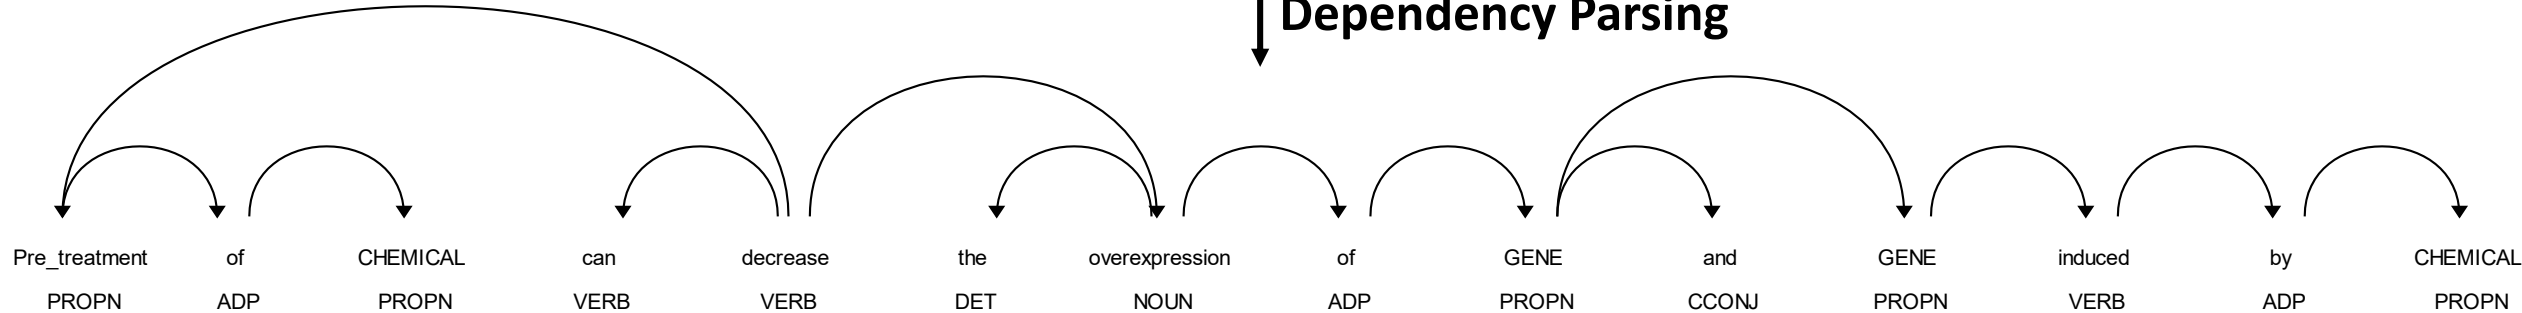 Dependency Parsing
Pre_treatment of CHEMICAL can decrease the overexpression of GENE and GENE induced by CHEMICAL
PROPN ADP PROPN VERB VERB DET NOUN ADP PROPN CCONJ PROPN VERB ADP PROPN